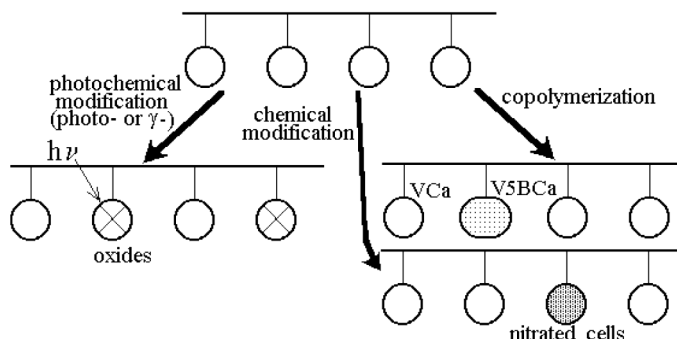 photochemical
modification
(photo- or γ-)
chemical
modification
copolymerization
hν
VCa
V5BCa
oxides
nitrated cells